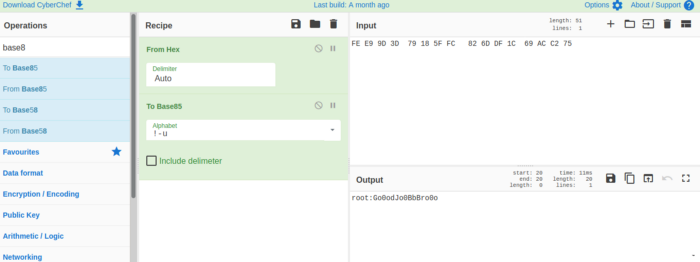 Download CyberChef
Last build: A month ago
Options
About / Support
Operations
base8
To Base85
From Base85
To Base58
From Base58
Favourites
Data format
Encryption / Encoding
Public Key
Arithmetic / Logic
Networking
Recipe
From Hex
Delimiter
Auto
To Base85
Alphabet
!-u
Include delimeter
Input
length: 51
lines: 1
FE E9 9D 3D 79 18 5F FC 82 6D DF 1C 69 AC C2 75
Output
start: 20 time: 11ms
end: 20 length: 20
length: 0 lines: 1
root:Go0odJo0BbBro0o